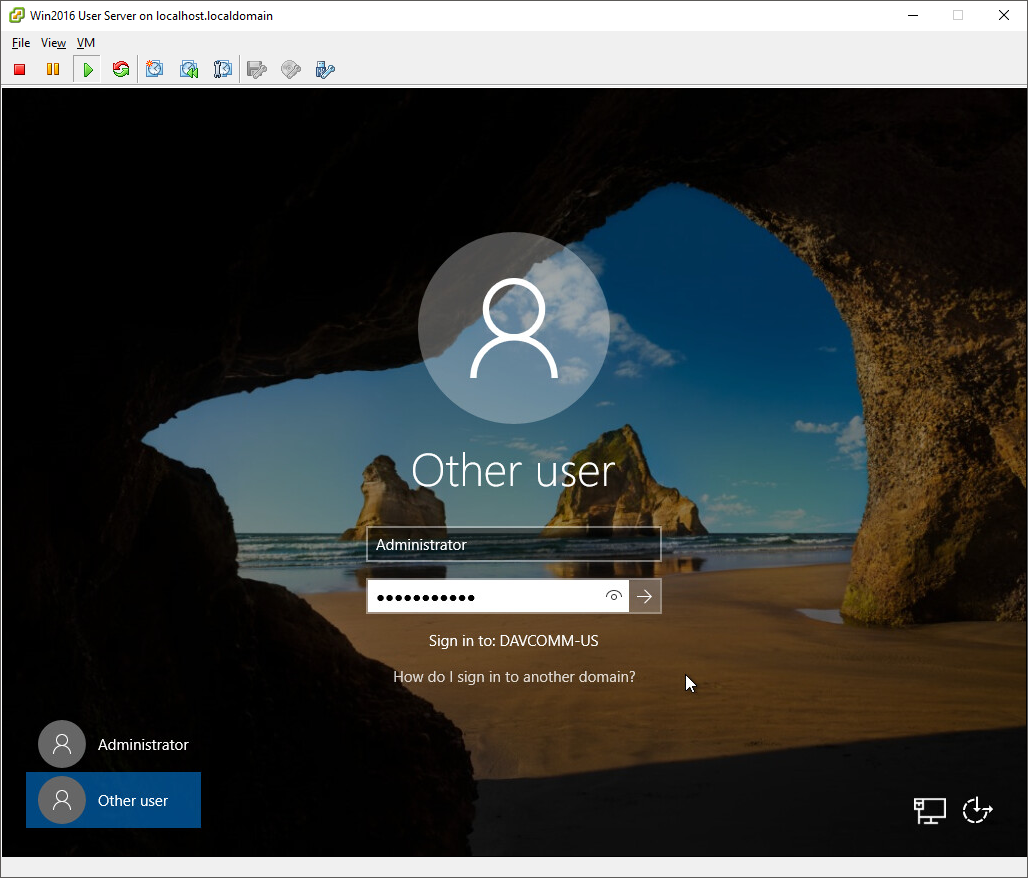 Win2016 User Server on localhost.localdomain
File View VM
Other user
Administrator
Sign in to: DAVCOMM-US
How do I sign in to another domain?
Administrator
Other user